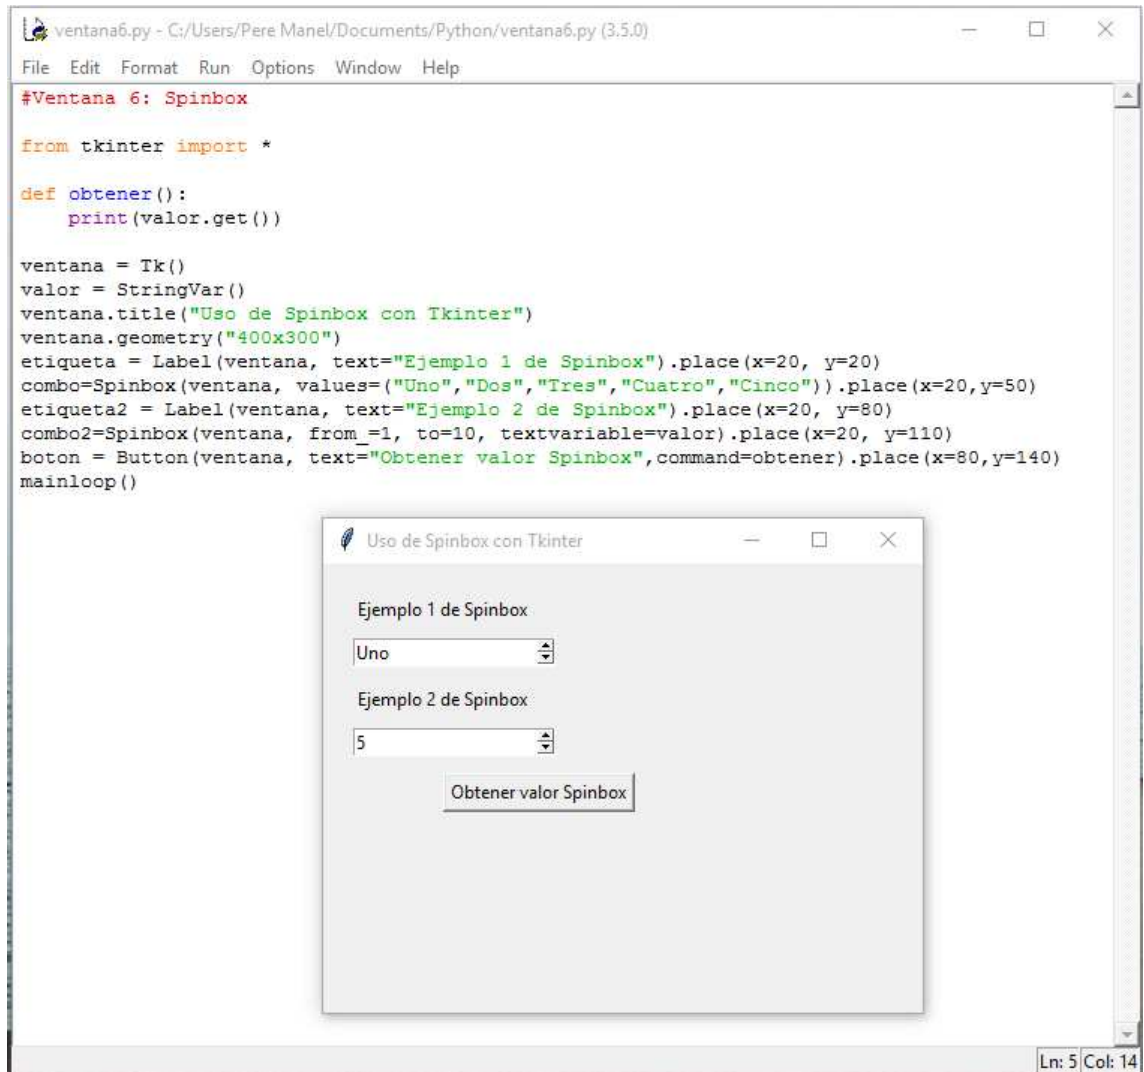 ventana6.py - C:/Users/Pere Manel/Documents/Python/ventana6.py (3.5.0)
File Edit Format Run Options Window Help
#Ventana 6: Spinbox
from tkinter import *
def obtener():
    print(valor.get())
ventana = Tk()
valor = StringVar()
ventana.title("Uso de Spinbox con Tkinter")
ventana.geometry("400x300")
etiqueta = Label(ventana, text="Ejemplo 1 de Spinbox").place(x=20, y=20)
combo=Spinbox(ventana, values=("Uno","Dos","Tres","Cuatro","Cinco")).place(x=20,y=50)
etiqueta2 = Label(ventana, text="Ejemplo 2 de Spinbox").place(x=20, y=80)
combo2=Spinbox(ventana, from_=1, to=10, textvariable=valor).place(x=20, y=110)
boton = Button(ventana, text="Obtener valor Spinbox",command=obtener).place(x=80,y=140)
mainloop()
Uso de Spinbox con Tkinter
Ejemplo 1 de Spinbox
Uno
Ejemplo 2 de Spinbox
5
Obtener valor Spinbox
Ln: 5 Col: 14